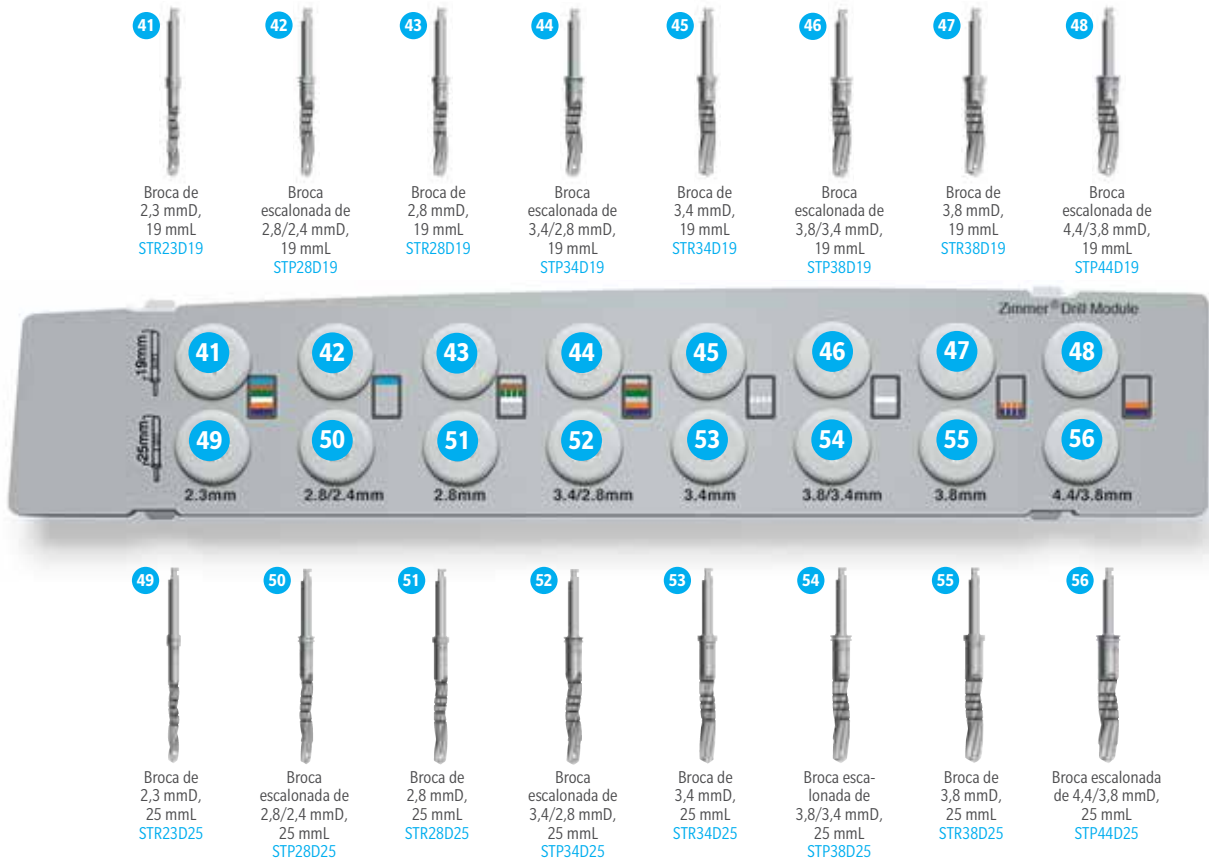 41
42
43
44
45
46
47
48
Broca de
2,3 mmD,
19 mmL
STR23D19
Broca
escalonada de
2,8/2,4 mmD,
19 mmL
STP28D19
Broca de
2,8 mmD,
19 mmL
STR28D19
Broca
escalonada de
3,4/2,8 mmD,
19 mmL
STP34D19
Broca de
3,4 mmD,
19 mmL
STR34D19
Broca
escalonada de
3,8/3,4 mmD,
19 mmL
STP38D19
Broca de
3,8 mmD,
19 mmL
STR38D19
Broca
escalonada de
4,4/3,8 mmD,
19 mmL
STP44D19
Zimmer® Drill Module
19mm
41
42
43
44
45
46
47
48
25mm
49
50
51
52
53
54
55
56
2.3mm
2.8/2.4mm
2.8mm
3.4/2.8mm
3.4mm
3.8/3.4mm
3.8mm
4.4/3.8mm
49
50
51
52
53
54
55
56
Broca de
2,3 mmD,
25 mmL
STR23D25
Broca
escalonada de
2,8/2,4 mmD,
25 mmL
STP28D25
Broca de
2,8 mmD,
25 mmL
STR28D25
Broca
escalonada de
3,4/2,8 mmD,
25 mmL
STP34D25
Broca de
3,4 mmD,
25 mmL
STR34D25
Broca esca-
lonada de
3,8/3,4 mmD,
25 mmL
STP38D25
Broca de
3,8 mmD,
25 mmL
STR38D25
Broca escalonada
de 4,4/3,8 mmD,
25 mmL
STP44D25